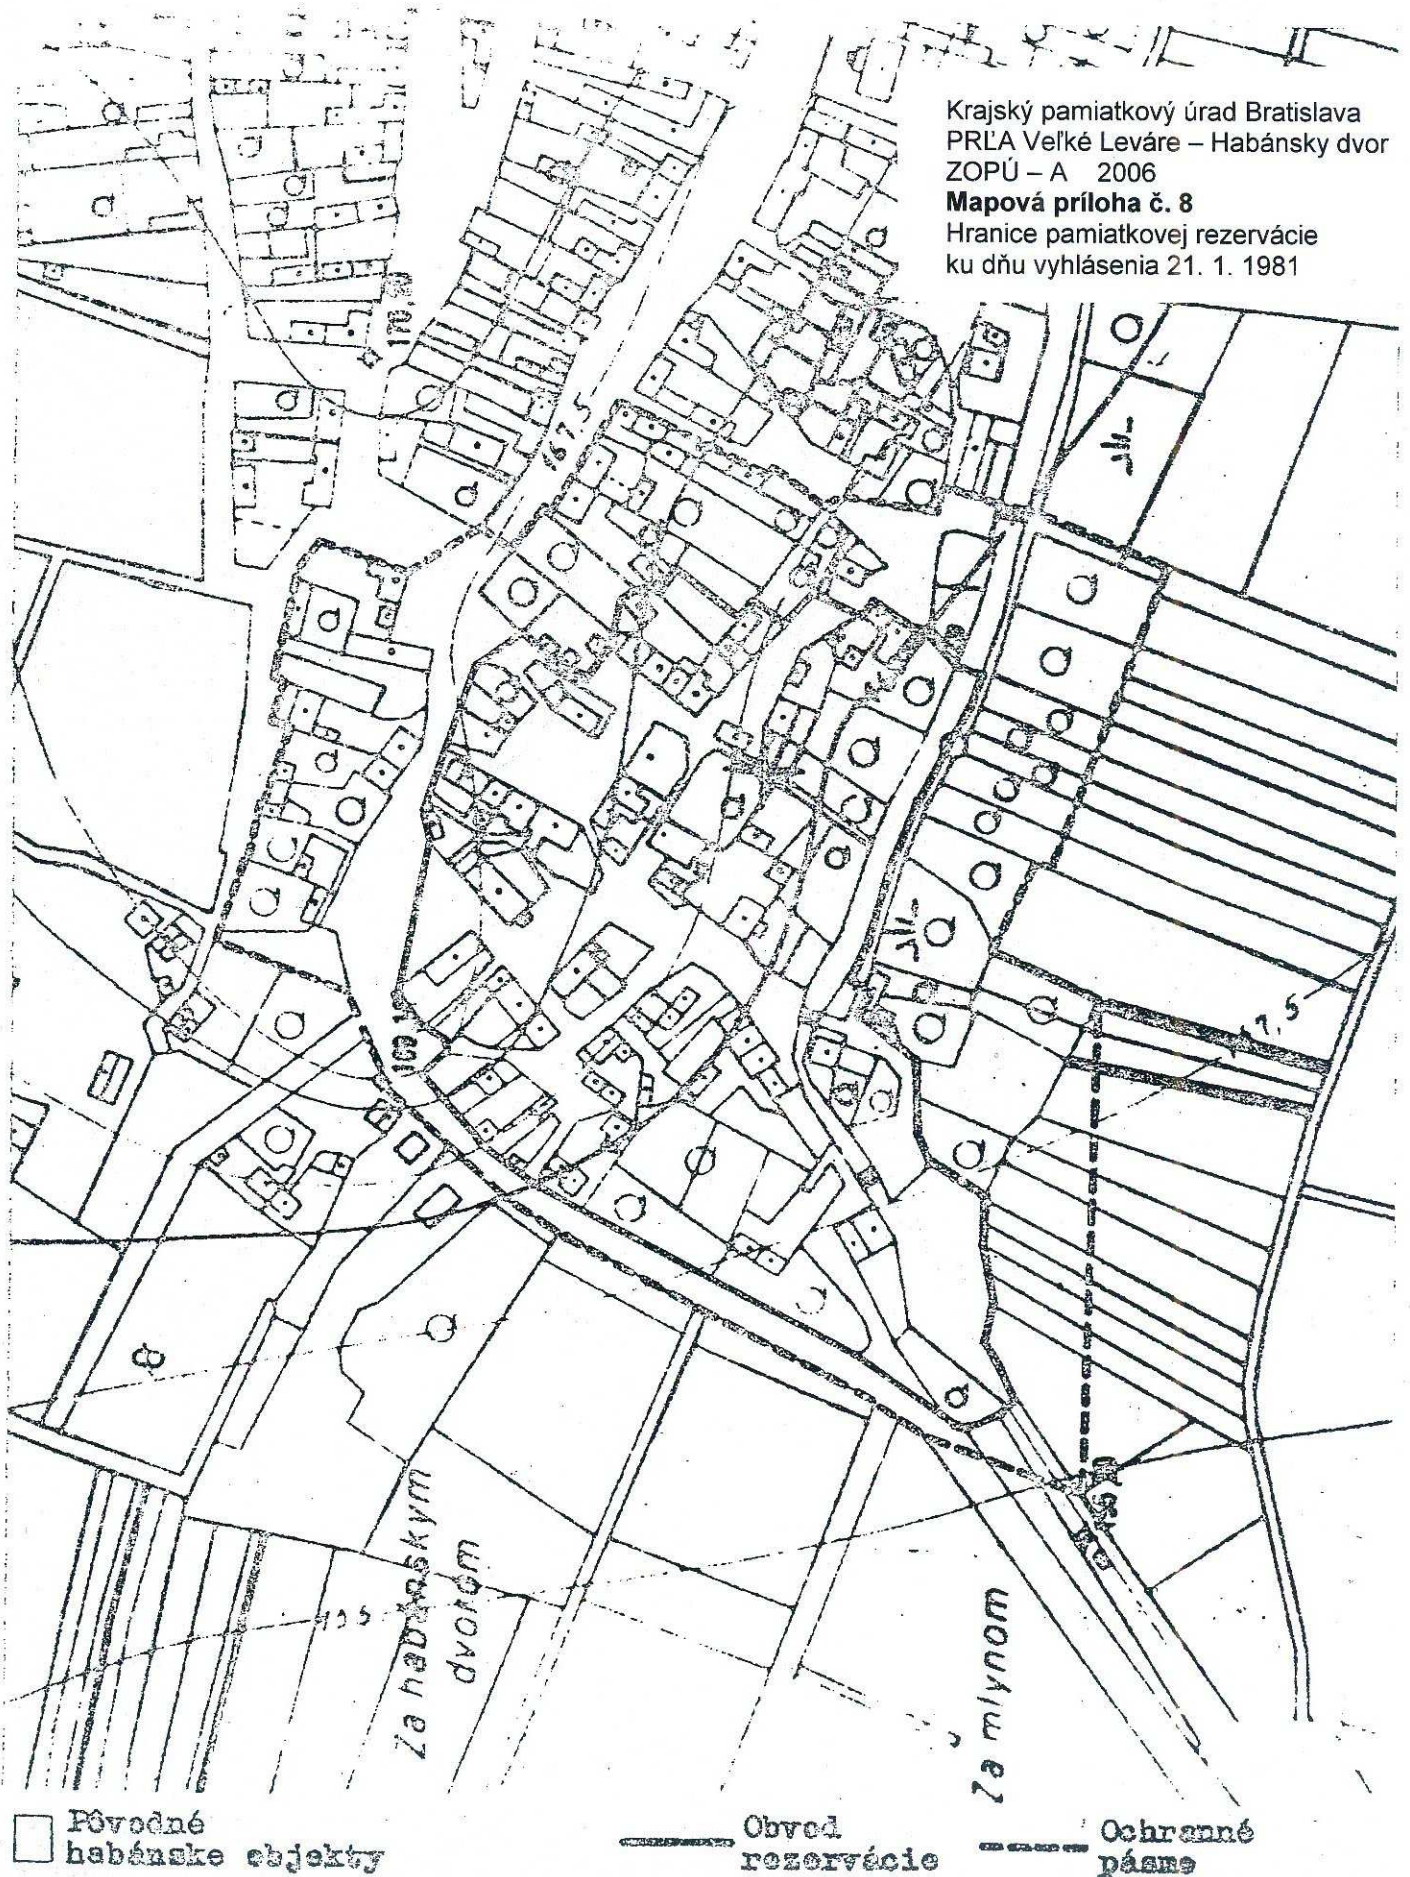 Krajský pamiatkový úrad Bratislava
PRĽA Veľké Leváre – Habánsky dvor
ZOPÚ – A 2006
Mapová príloha č. 8
Hranice pamiatkovej rezervácie
ku dňu vyhlásenia 21. 1. 1981
167,5
195
Za habánskym
dvorom
Za mlynom
Pôvodné
habánske objekty
Obvod
rezervácie
Ochranné
pásmo